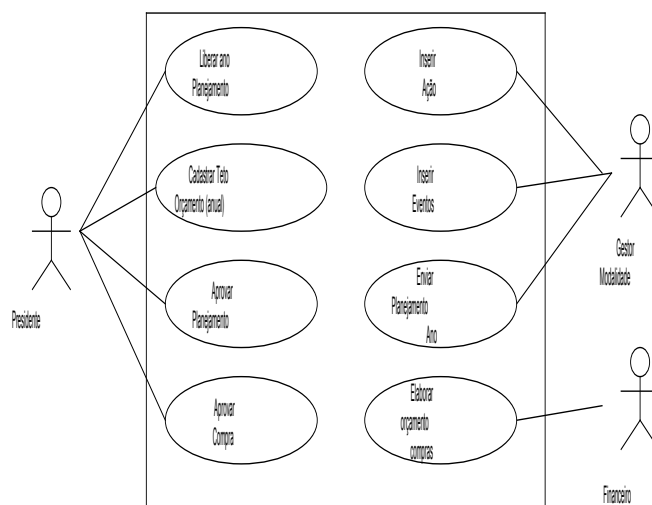 Liberar ano
Planejamento
Inserir
Ação
Cadastrar Teto
Orçamento (anual)
Inserir
Eventos
Gestor
Modalidade
Presidente
Aprovar
Planejamento
Enviar
Planejamento
Ano
Aprovar
Compra
Elaborar
orçamento
compras
Financeiro